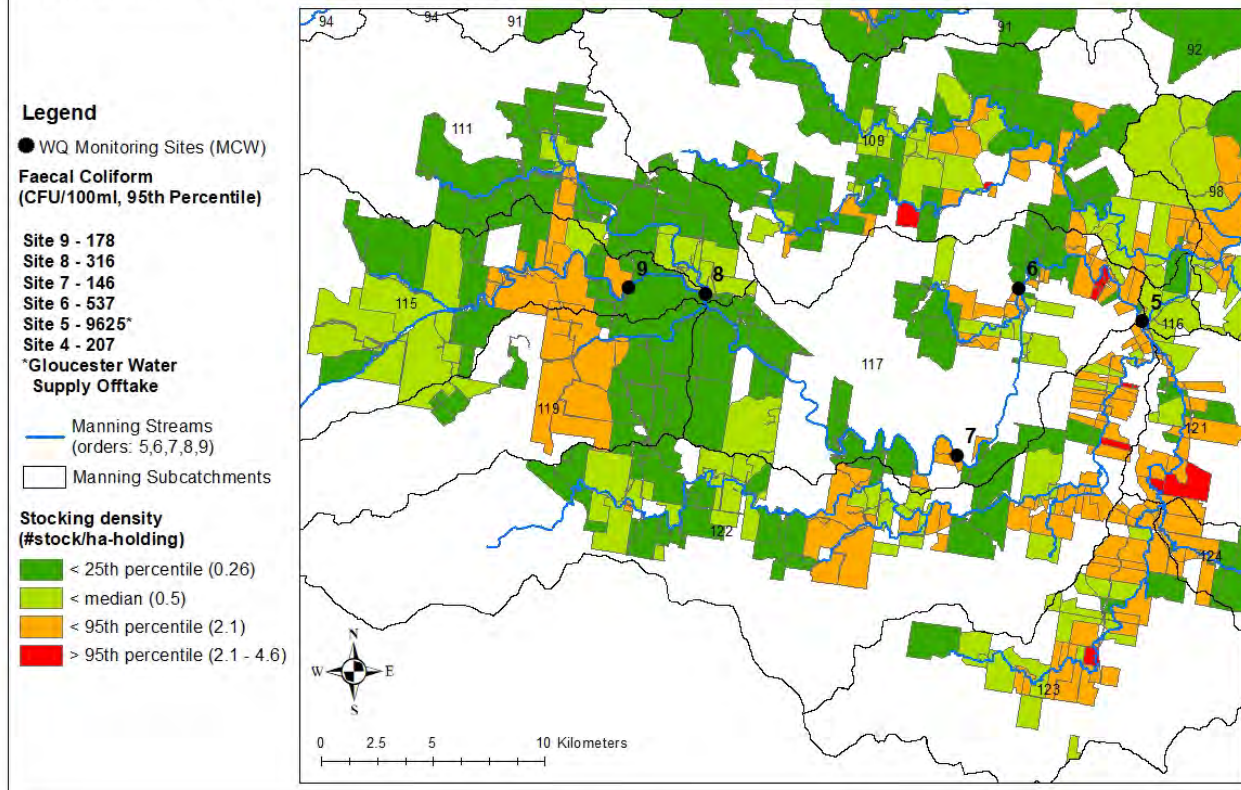 Legend
WQ Monitoring Sites (MCW)
Faecal Coliform
(CFU/100ml, 95th Percentile)
Site 9 - 178
Site 8 - 316
Site 7 - 146
Site 6 - 537
Site 5 - 9625*
Site 4 - 207
*Gloucester Water
Supply Offtake
Manning Streams
(orders: 5,6,7,8,9)
Manning Subcatchments
Stocking density
(#stock/ha-holding)
< 25th percentile (0.26)
< median (0.5)
< 95th percentile (2.1)
> 95th percentile (2.1 - 4.6)
94
94
91
91
92
111
109
98
9
8
6
5
115
116
117
119
7
121
122
124
123
N
W
E
S
0
2.5
5
10 Kilometers